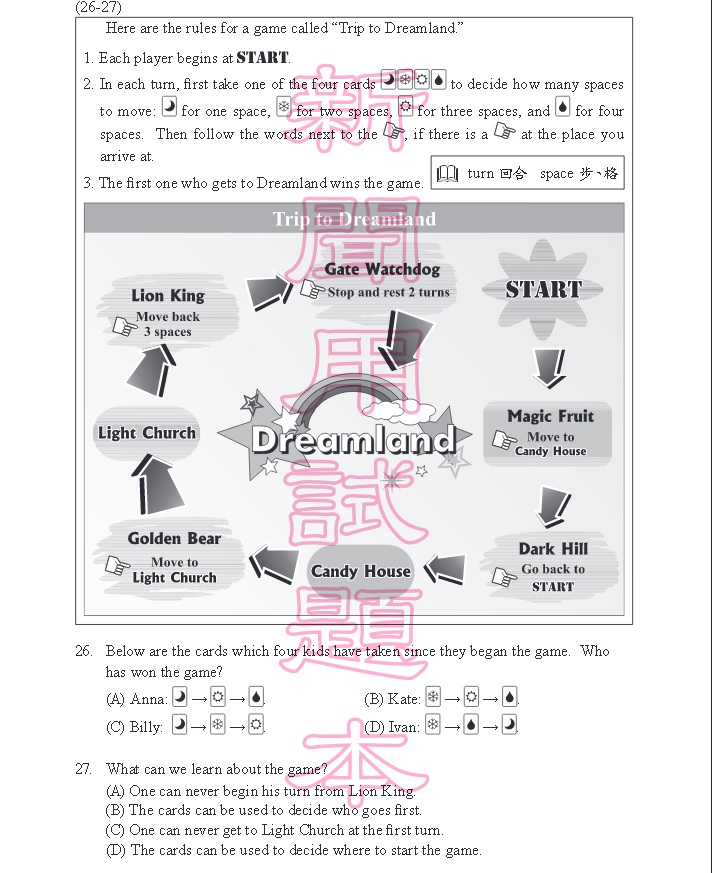 (26-27)
Here are the rules for a game called “Trip to Dreamland.”
1. Each player begins at START.
2. In each turn, first take one of the four cards to decide how many spaces
to move: for one space, for two spaces, for three spaces, and for four
spaces. Then follow the words next to the , if there is a at the place you
arrive at.
3. The first one who gets to Dreamland wins the game.
turn 回合 space 步、格
Trip to Dreamland
Gate Watchdog
Stop and rest 2 turns
START
Lion King
Move back
3 spaces
Magic Fruit
Move to
Candy House
Light Church
Dreamland
Golden Bear
Move to
Light Church
Candy House
Dark Hill
Go back to
START
26. Below are the cards which four kids have taken since they began the game. Who
has won the game?
(A) Anna: → → . (B) Kate: → → .
(C) Billy: → → . (D) Ivan: → → .
27. What can we learn about the game?
(A) One can never begin his turn from Lion King.
(B) The cards can be used to decide who goes first.
(C) One can never get to Light Church at the first turn.
(D) The cards can be used to decide where to start the game.
新聞用試題本